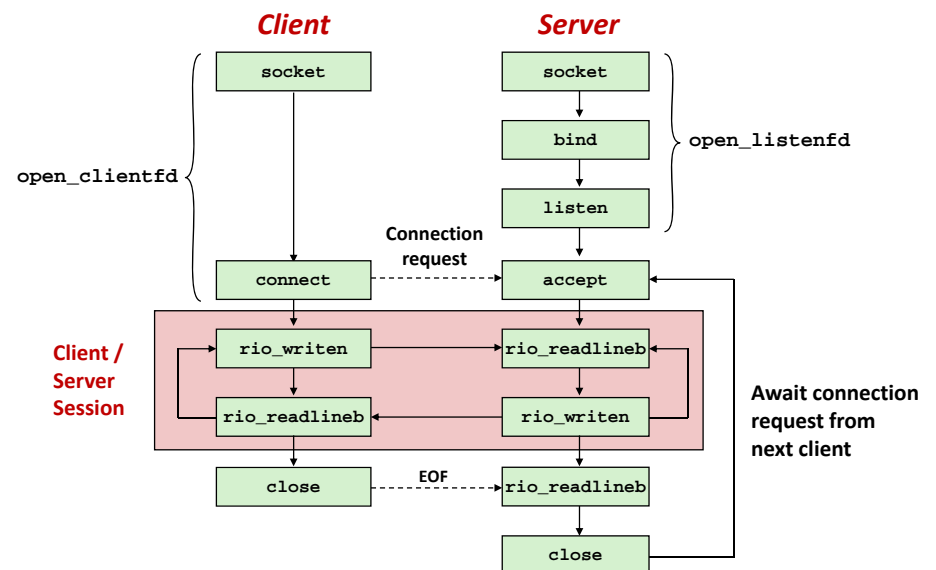 Client
Server
socket
socket
bind
open_listenfd
open_clientfd
listen
Connection
request
connect
accept
Client /
Server
Session
rio_writen
rio_readlineb
rio_readlineb
rio_writen
Await connection
request from
next client
close
EOF
rio_readlineb
close